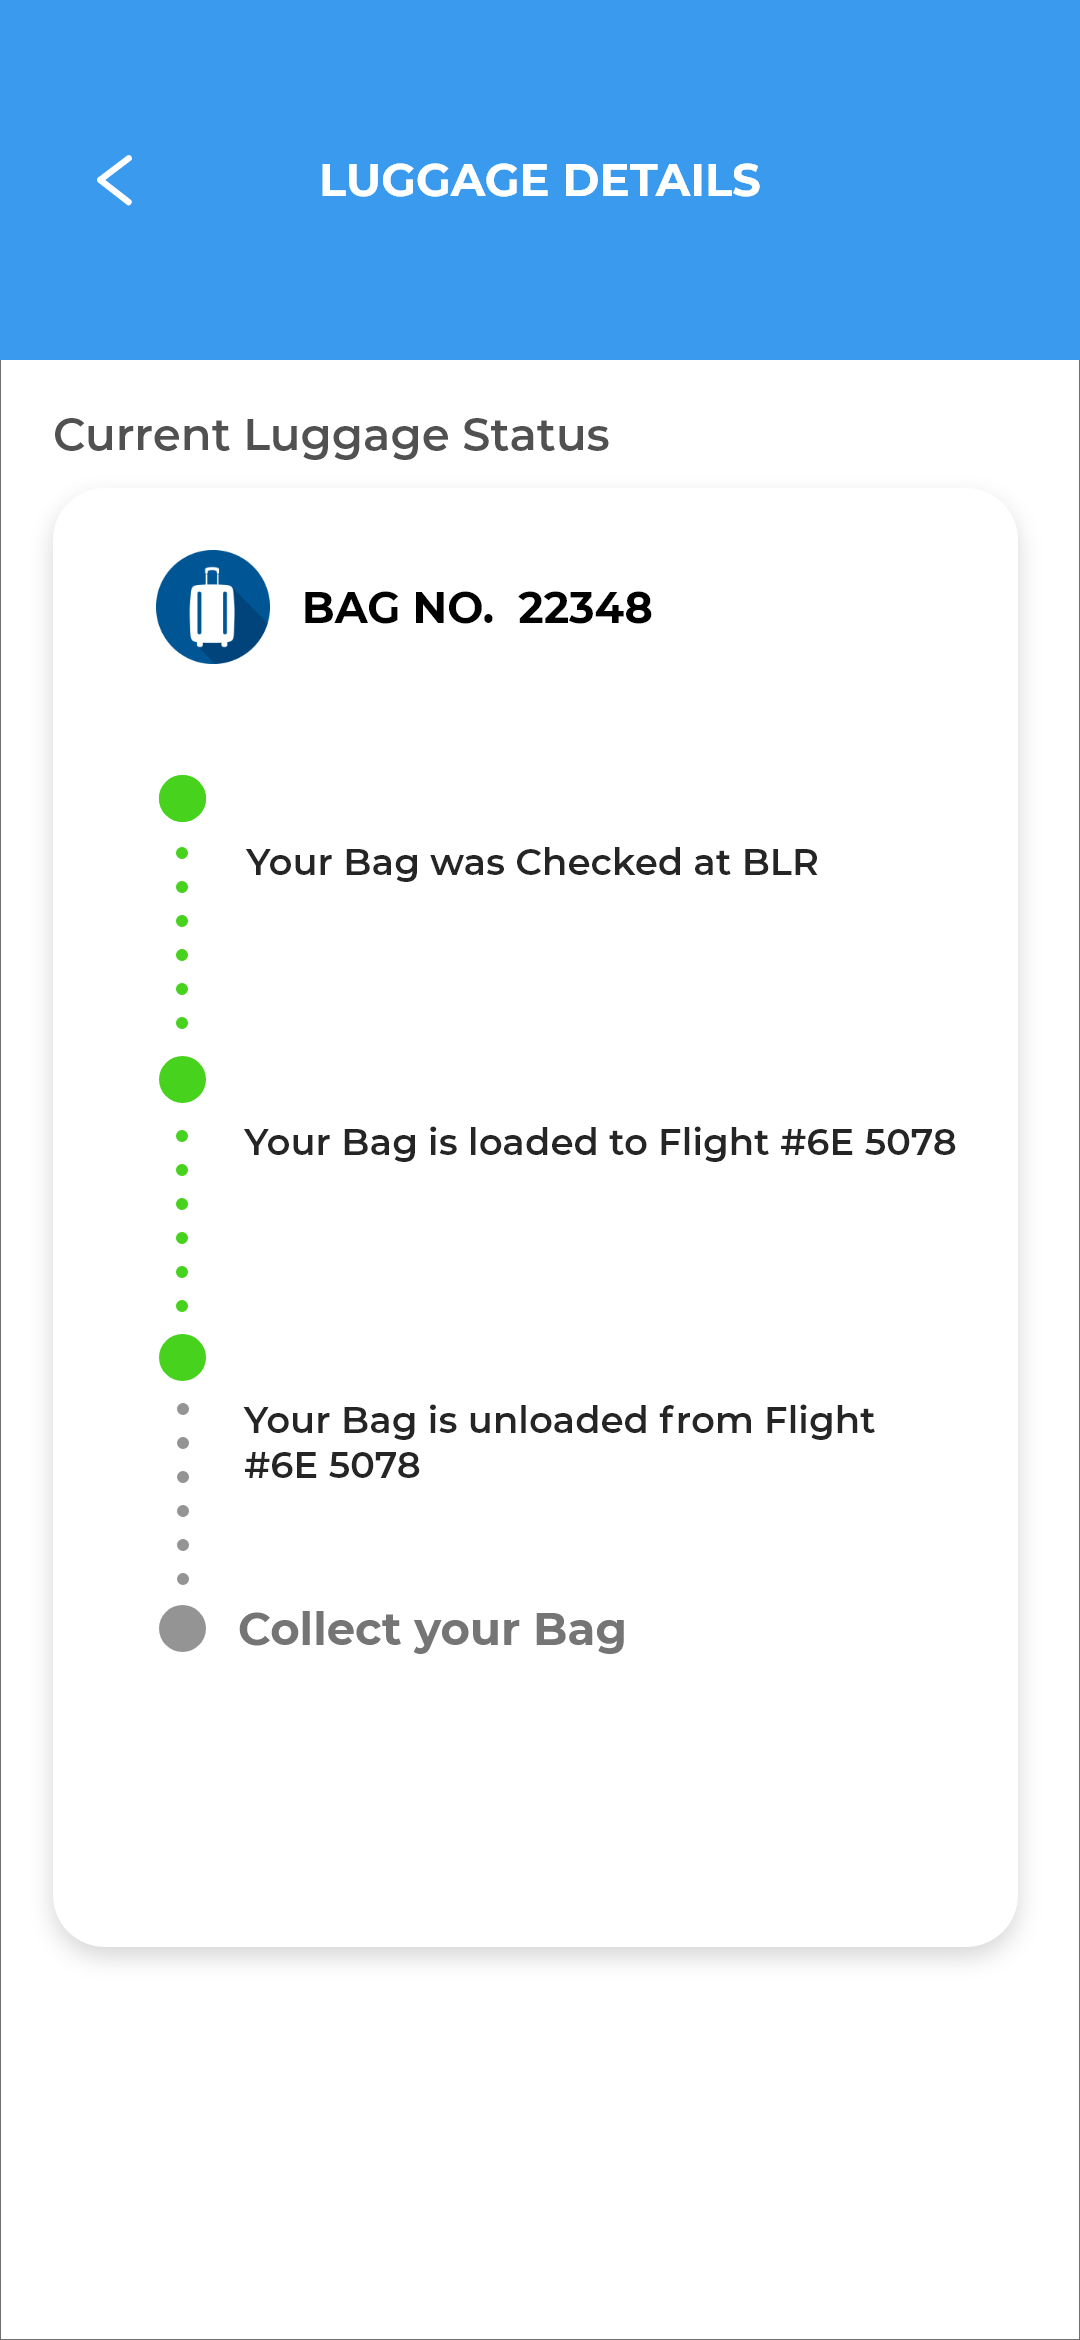 LUGGAGE DETAILS
Current Luggage Status
BAG NO. 22348
Your Bag was Checked at BLR
Your Bag is loaded to Flight #6E 5078
Your Bag is unloaded from Flight
#6E 5078
Collect your Bag